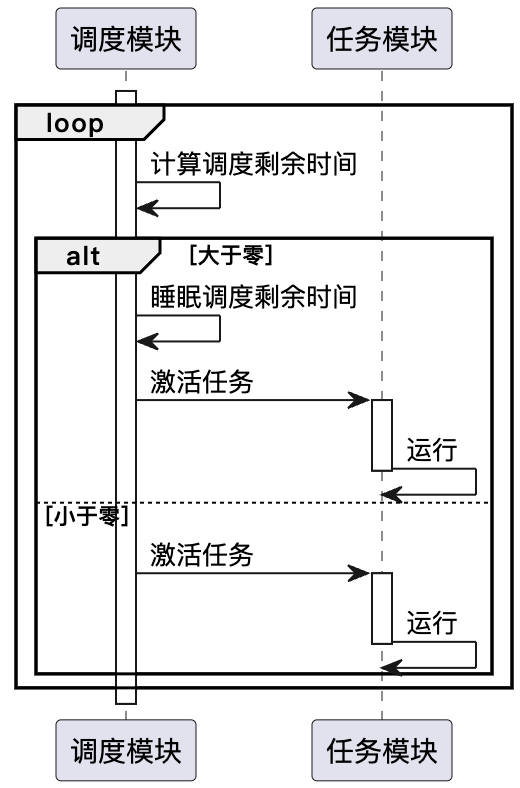 调度模块
任务模块
loop
计算调度剩余时间
alt
[大于零]
睡眠调度剩余时间
激活任务
运行
[小于零]
激活任务
运行
调度模块
任务模块